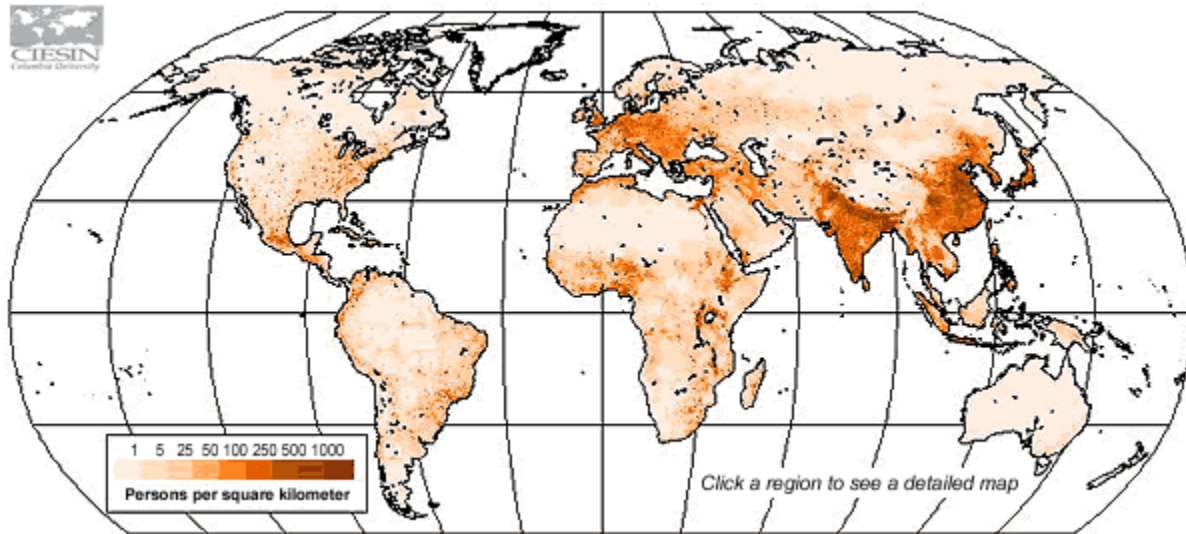 CIESIN
Columbia University
1 5 25 50 100 250 500 1000
Persons per square kilometer
Click a region to see a detailed map